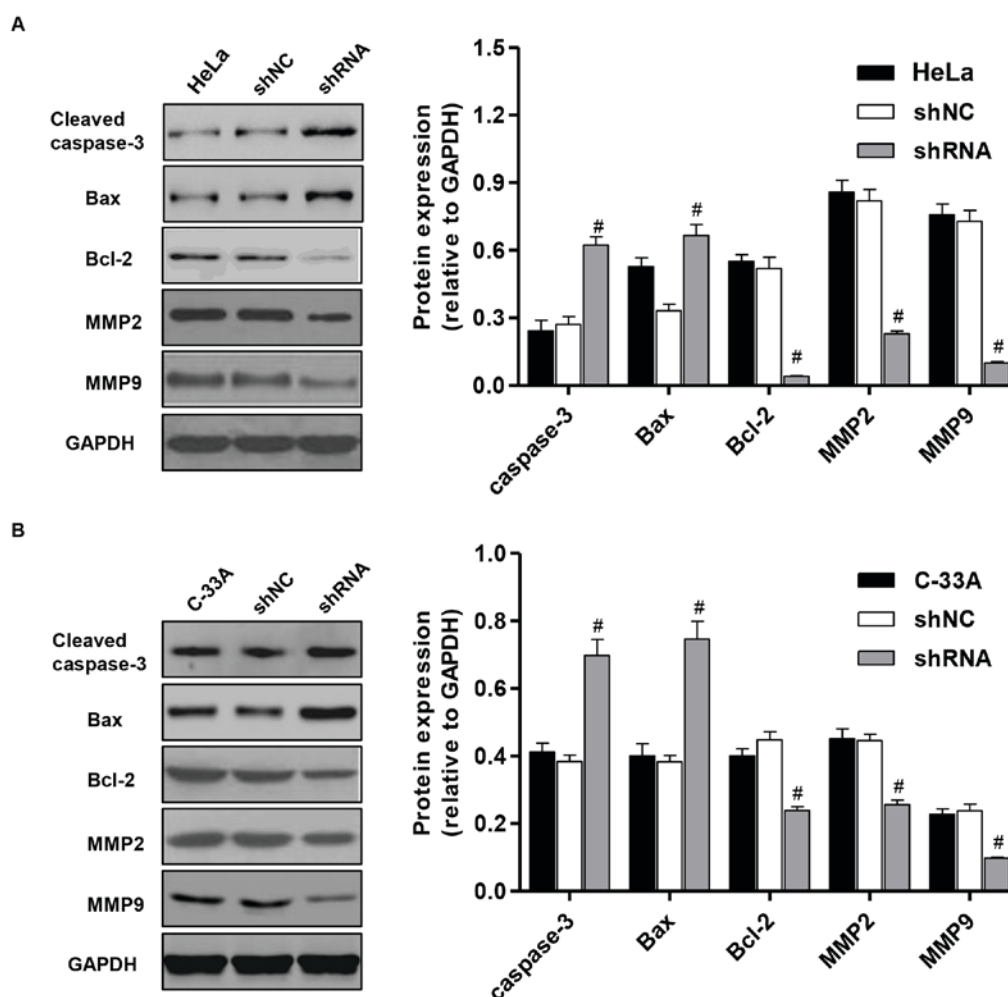 A
HeLa
shNC
shRNA
Cleaved
caspase-3
Bax
Bcl-2
MMP2
MMP9
GAPDH
Protein expression
(relative to GAPDH)
1.5
1.2
0.9
0.6
0.3
0.0
HeLa
shNC
shRNA
#
#
#
#
#
caspase-3
Bax
Bcl-2
MMP2
MMP9
B
C-33A
shNC
shRNA
Cleaved
caspase-3
Bax
Bcl-2
MMP2
MMP9
GAPDH
Protein expression
(relative to GAPDH)
1.0
0.8
0.6
0.4
0.2
0.0
C-33A
shNC
shRNA
#
#
#
#
#
caspase-3
Bax
Bcl-2
MMP2
MMP9